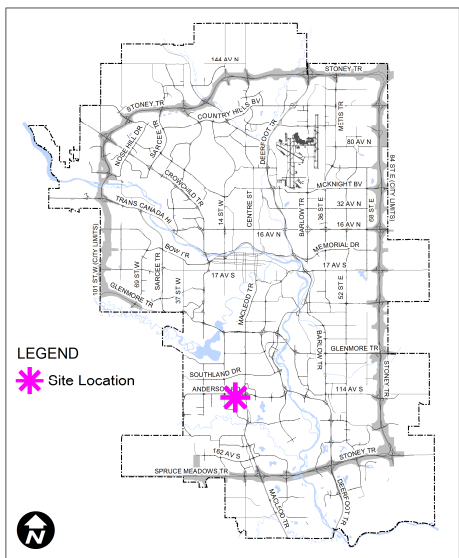 144 AV N
STONEY TR
STONEY TR
COUNTRY HILLS BV
METIS TR
SARCEE TR
NOSE HILL DR
DEERFOOT TR
80 AV N
CROWCHILD TR
MCKNIGHT BV
84 ST E (CITY LIMITS)
TRANS CANADA HI
14 ST W
CENTRE ST
BARLOW TR
36 ST E
32 AV N
68 ST E
16 AV N
16 AV N
MEMORIAL DR
BOW TR
17 AV S
17 AV S
101 ST W (CITY LIMITS)
69 ST W
SARCEE TR
37 ST W
52 ST E
GLENMORE TR
MACLEOD TR
BARLOW TR
GLENMORE TR
LEGEND
Site Location
SOUTHLAND DR
ANDERSON
114 AV S
STONEY TR
162 AV S
STONEY TR
SPRUCE MEADOWS TR
MACLEOD TR
DEERFOOT TR
N